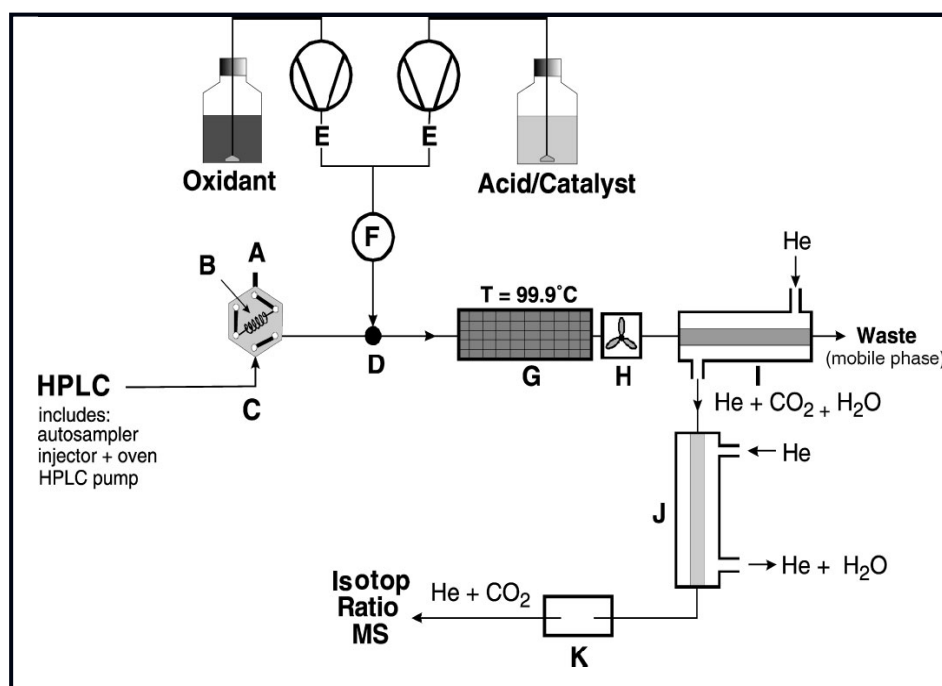 E
E
Oxidant
Acid/Catalyst
F
He
A
B
T = 99.9˚C
D
G
H
I
Waste
(mobile phase)
HPLC
C
includes:
autosampler
injector + oven
HPLC pump
He + CO2 + H2O
He
J
He + H2O
Isotop
Ratio
MS
He + CO2
K